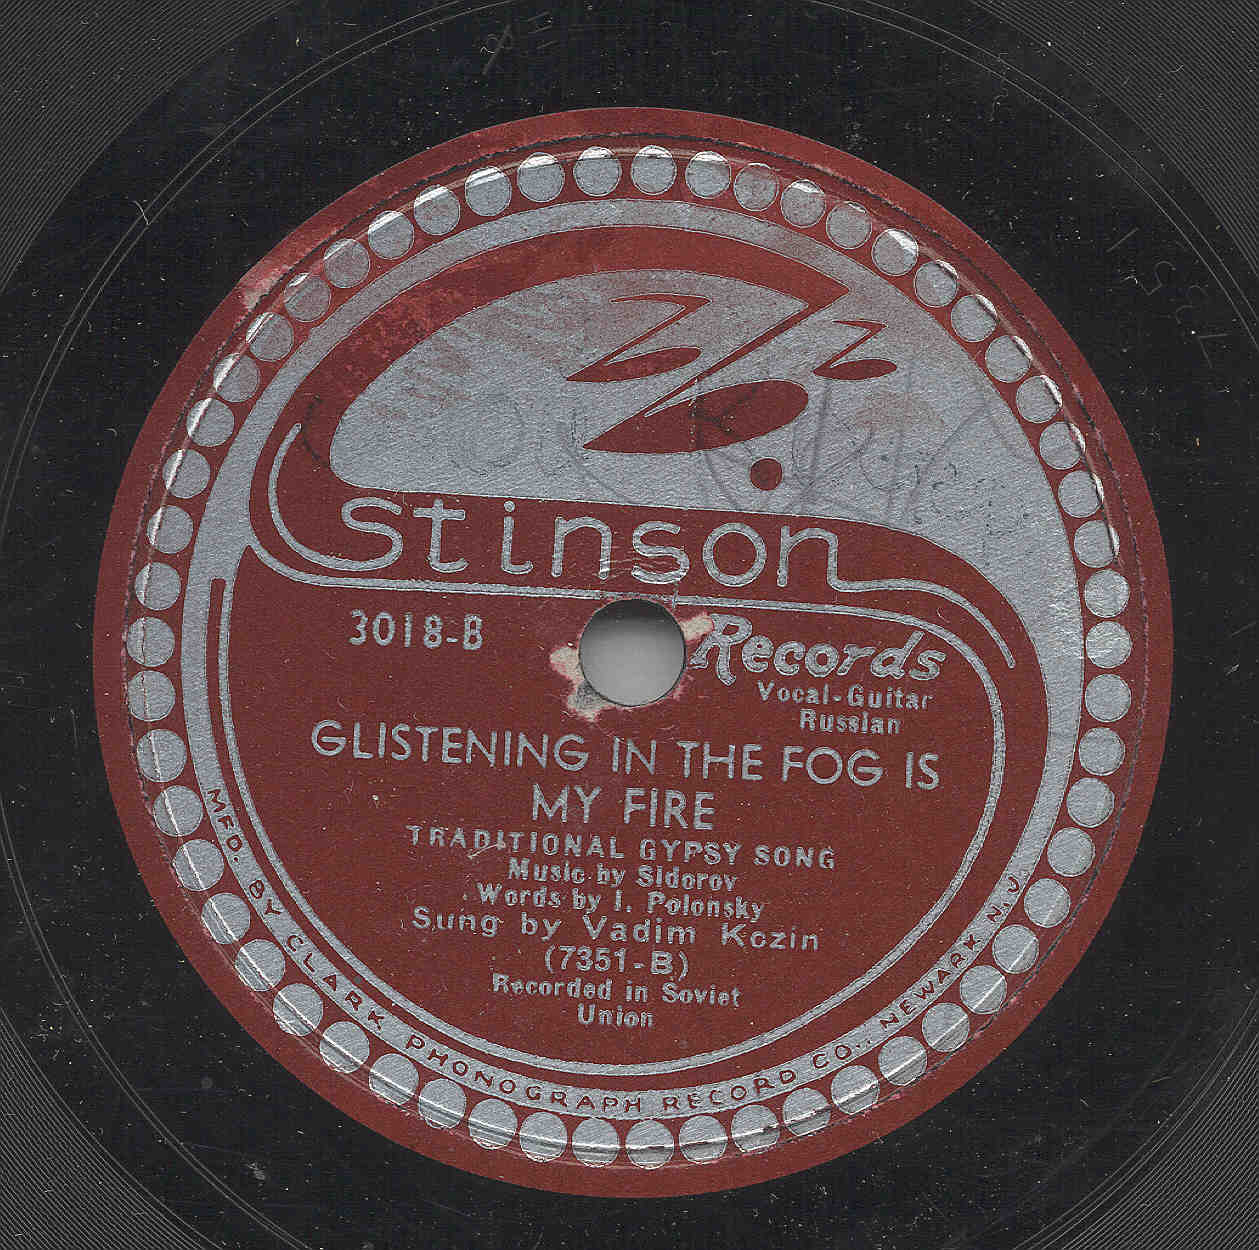 Stinson
3018-B
Records
Vocal-Guitar
Russian
GLISTENING IN THE FOG IS
MY FIRE
TRADITIONAL GYPSY SONG
Music by Sidorov
Words by I. Polonsky
Sung by Vadim Kozin
(7351-B)
Recorded in Soviet
Union
MFD. BY CLARK PHONOGRAPH RECORD CO., NEWARK N.J.